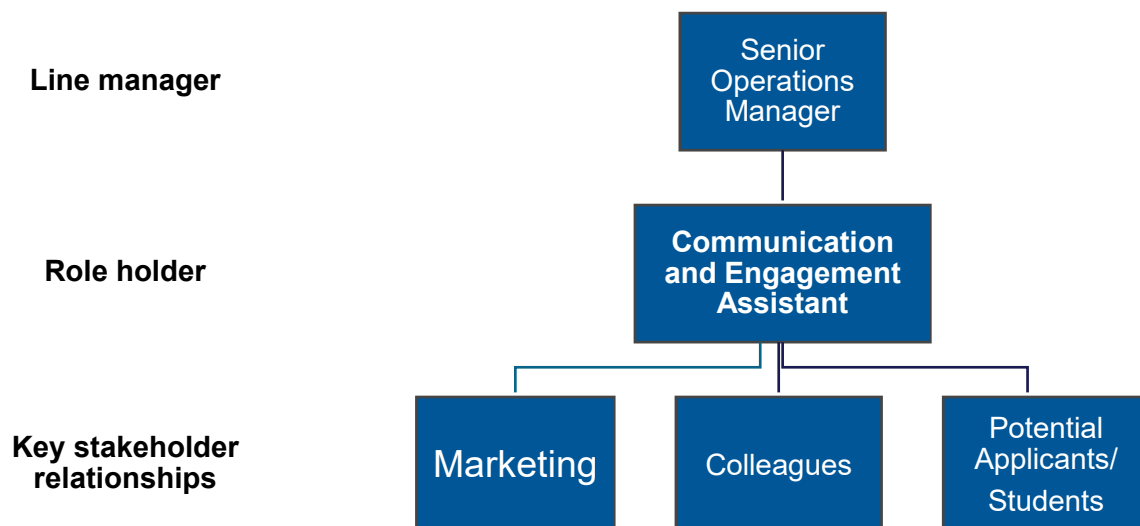 Line manager
Senior
Operations
Manager
Role holder
Communication
and Engagement
Assistant
Key stakeholder
relationships
Marketing
Colleagues
Potential
Applicants/
Students